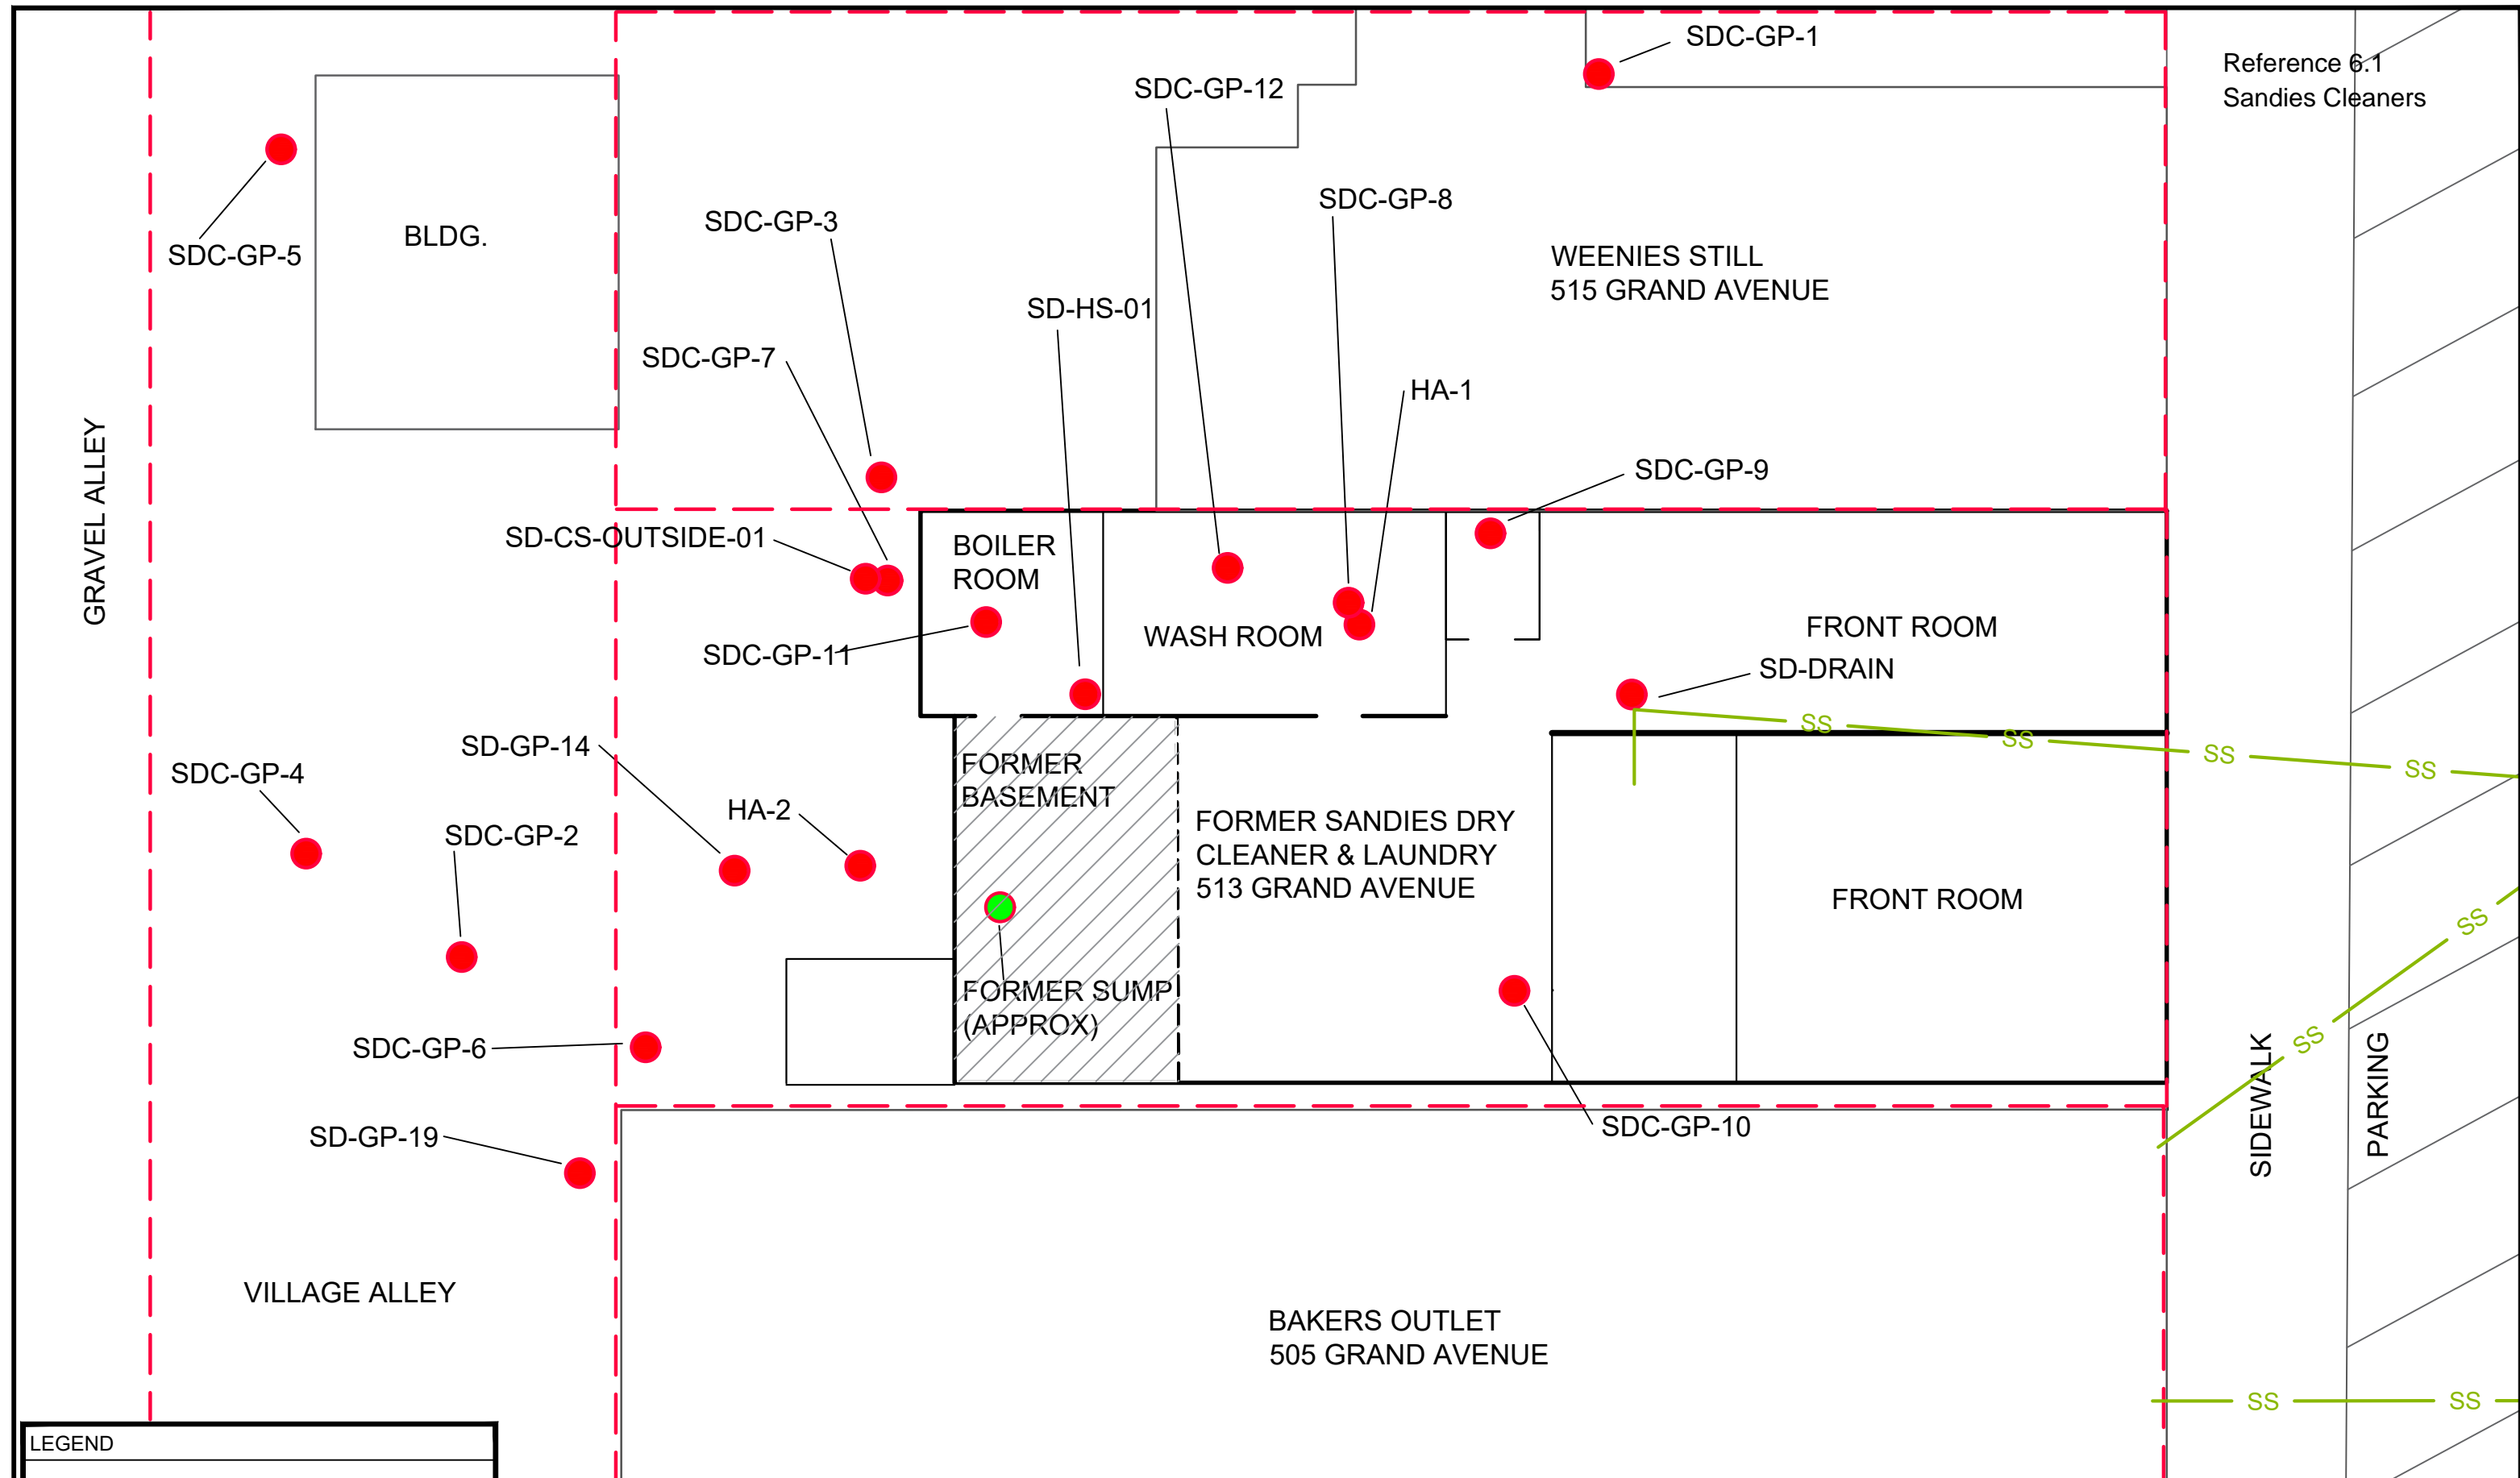 SDC-GP-1
Reference 6.1
Sandies Cleaners
SDC-GP-12
SDC-GP-8
SDC-GP-3
BLDG.
SDC-GP-5
WEENIES STILL
515 GRAND AVENUE
SD-HS-01
SDC-GP-7
HA-1
SDC-GP-9
GRAVEL ALLEY
SD-CS-OUTSIDE-01
BOILER
ROOM
WASH ROOM
FRONT ROOM
SDC-GP-11
SD-DRAIN
SS
SS
SS
SS
SD-GP-14
SDC-GP-4
FORMER
BASEMENT
HA-2
SDC-GP-2
FORMER SANDIES DRY
CLEANER & LAUNDRY
513 GRAND AVENUE
FRONT ROOM
SS
FORMER SUMP
(APPROX)
SS
SDC-GP-6
SIDEWALK
PARKING
SD-GP-19
SDC-GP-10
VILLAGE ALLEY
BAKERS OUTLET
505 GRAND AVENUE
SS
SS
LEGEND